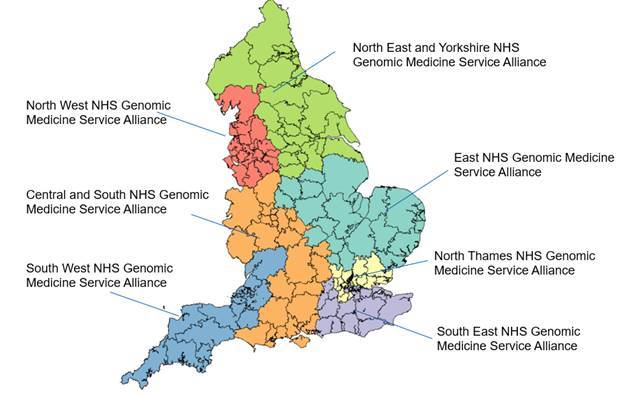 North East and Yorkshire NHS
Genomic Medicine Service Alliance
North West NHS Genomic
Medicine Service Alliance
East NHS Genomic Medicine
Service Alliance
Central and South NHS Genomic
Medicine Service Alliance
North Thames NHS Genomic
Medicine Service Alliance
South West NHS Genomic
Medicine Service Alliance
South East NHS Genomic
Medicine Service Alliance